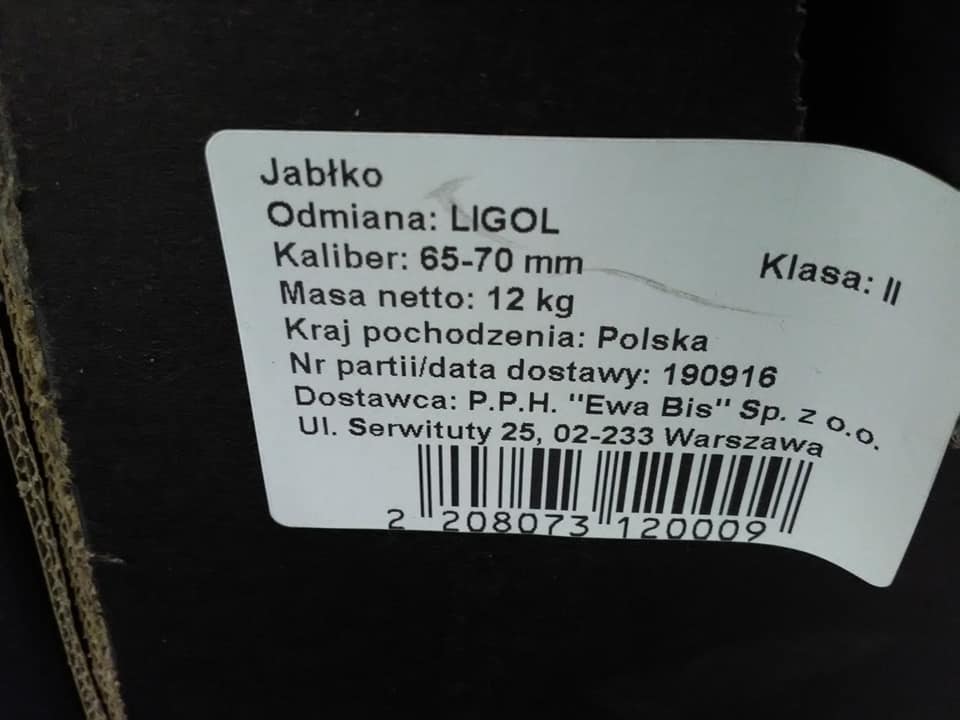 Jabłko
Odmiana: LIGOL
Kaliber: 65-70 mm
Klasa: II
Masa netto: 12 kg
Kraj pochodzenia: Polska
Nr partii/data dostawy: 190916
Dostawca: P.P.H. "Ewa Bis" Sp. z o.o.
Ul. Serwituty 25, 02-233 Warszawa
2 208073 120009